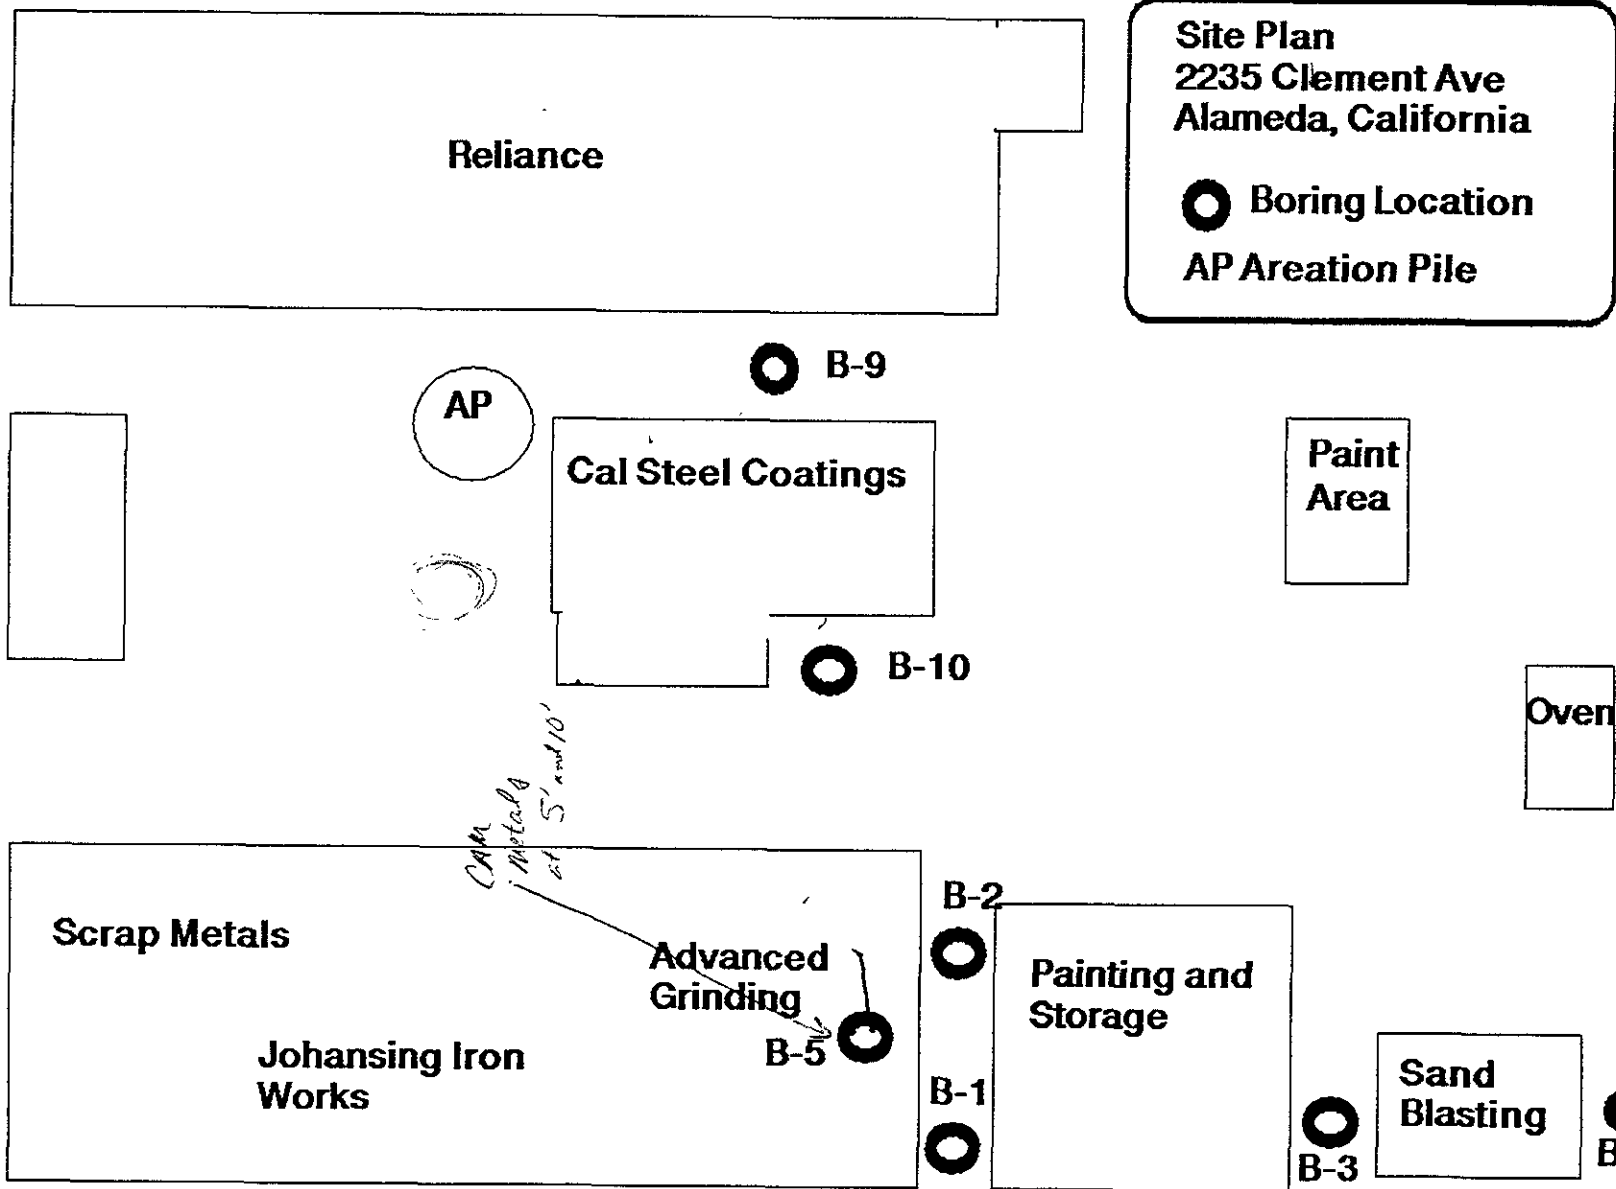 Site Plan
2235 Clement Ave
Alameda, California
Boring Location
AP Areation Pile
Reliance
B-9
AP
Cal Steel Coatings
Paint
Area
B-10
Oven
CAM
Metals
at 5' and 10'
B-2
Scrap Metals
Advanced
Grinding
Painting and
Storage
B-5
Johansing Iron
Works
B-1
Sand
Blasting
B-3
B